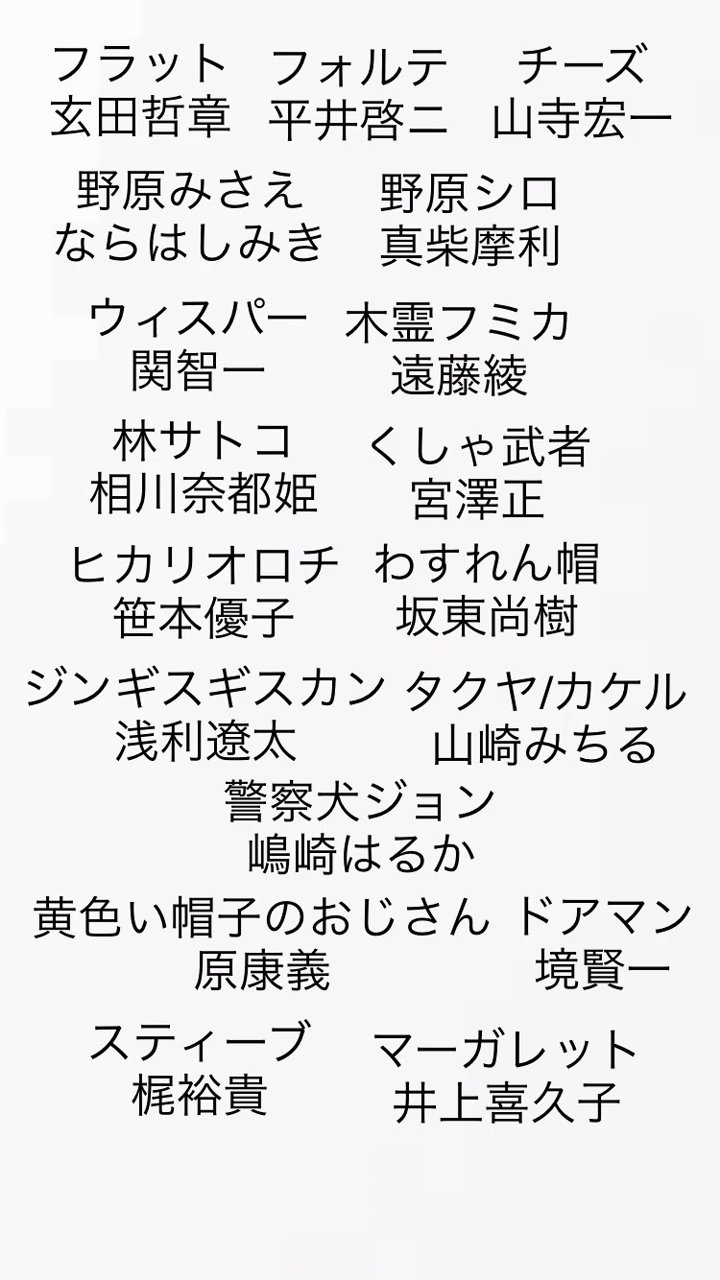 フラット フォルテ チーズ
玄田哲章 平井啓二 山寺宏一
野原みさえ 野原シロ
ならはしみき 真柴摩利
ウィスパー 木霊フミカ
関智一 遠藤綾
林サトコ くしゃ武者
相川奈都姫 宮澤正
ヒカリオロチ わすれん帽
笹本優子 坂東尚樹
ジンギスギスカン タクヤ/カケル
浅利遼太 山崎みちる
警察犬ジョン
嶋崎はるか
黄色い帽子のおじさん ドアマン
原康義 境賢一
スティーブ マーガレット
梶裕貴 井上喜久子